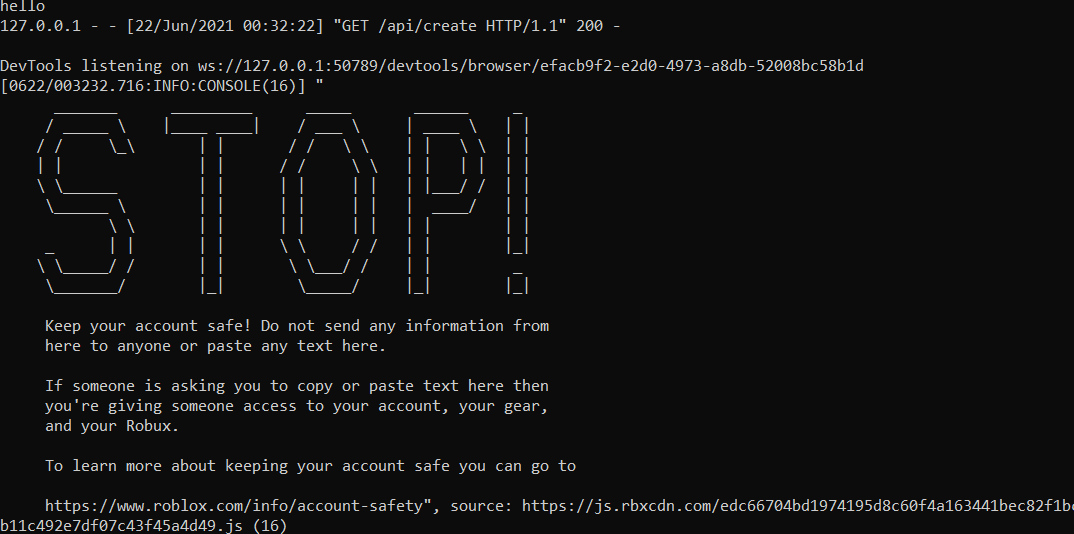 hello
127.0.0.1 - - [22/Jun/2021 00:32:22] "GET /api/create HTTP/1.1" 200 -
DevTools listening on ws://127.0.0.1:50789/devtools/browser/efacb9f2-e2d0-4973-a8db-52008bc58b1d
[0622/003232.716:INFO:CONSOLE(16)] "
STOP!
Keep your account safe! Do not send any information from
here to anyone or paste any text here.
If someone is asking you to copy or paste text here then
you're giving someone access to your account, your gear,
and your Robux.
To learn more about keeping your account safe you can go to
https://www.roblox.com/info/account-safety", source: https://js.rbxcdn.com/edc66704bd1974195d8c60f4a163441bec82f1bc
b11c492e7df07c43f45a4d49.js (16)